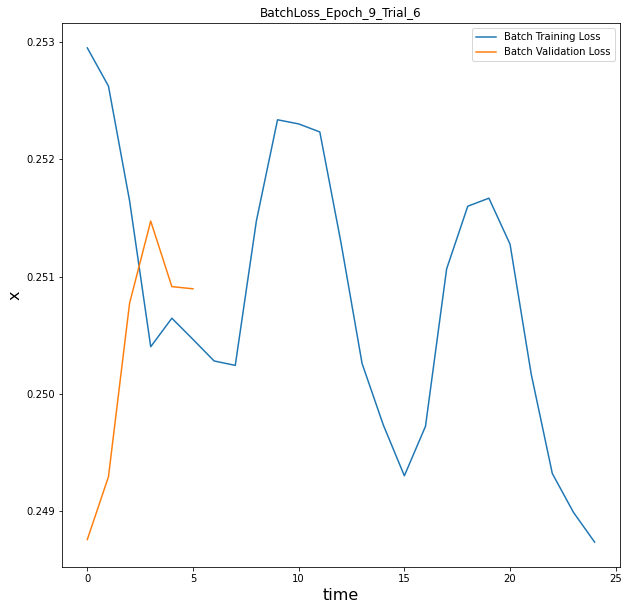 BatchLoss_Epoch_9_Trial_6
Batch Training Loss
Batch Validation Loss
0.253
0.252
0.251
0.250
0.249
x
0 5 10 15 20 25
time